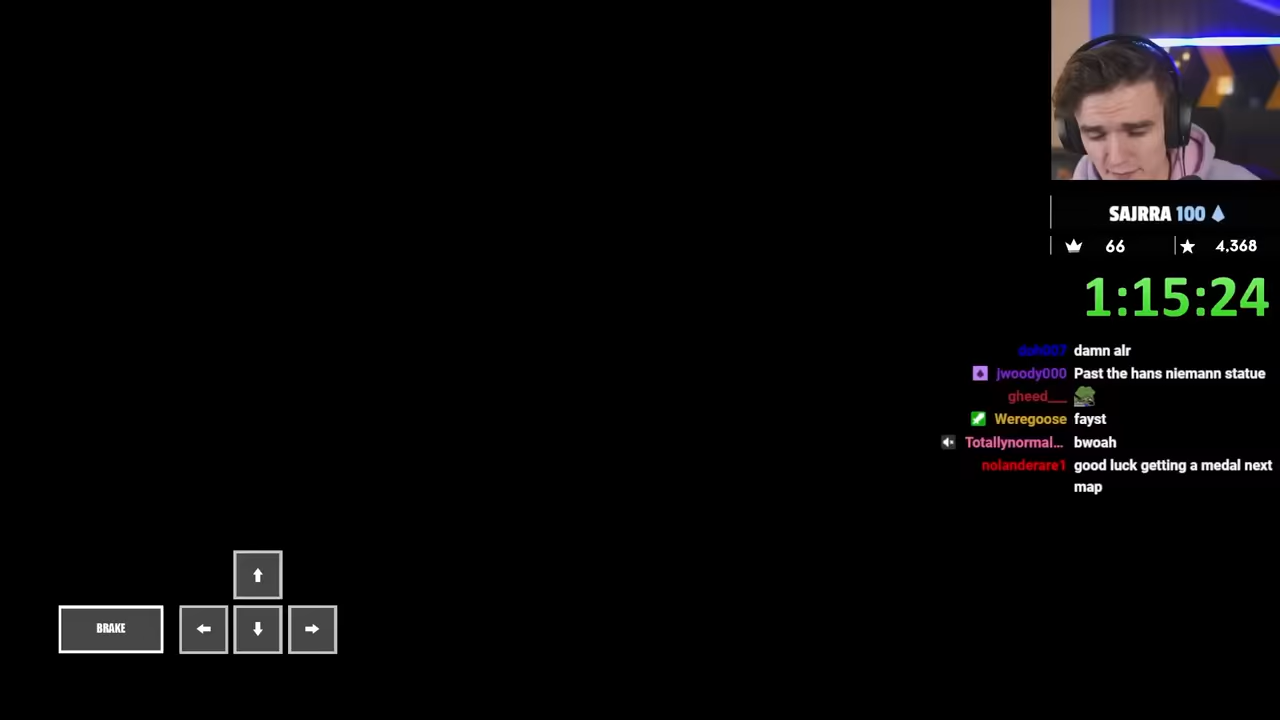 SAJRRA 100
66 4,368
1:15:24
doh007 damn alr
jwoody000 Past the hans niemann statue
gheed___
Weregoose fayst
Totallynormal... bwoah
nolanderare1 good luck getting a medal next
map
BRAKE